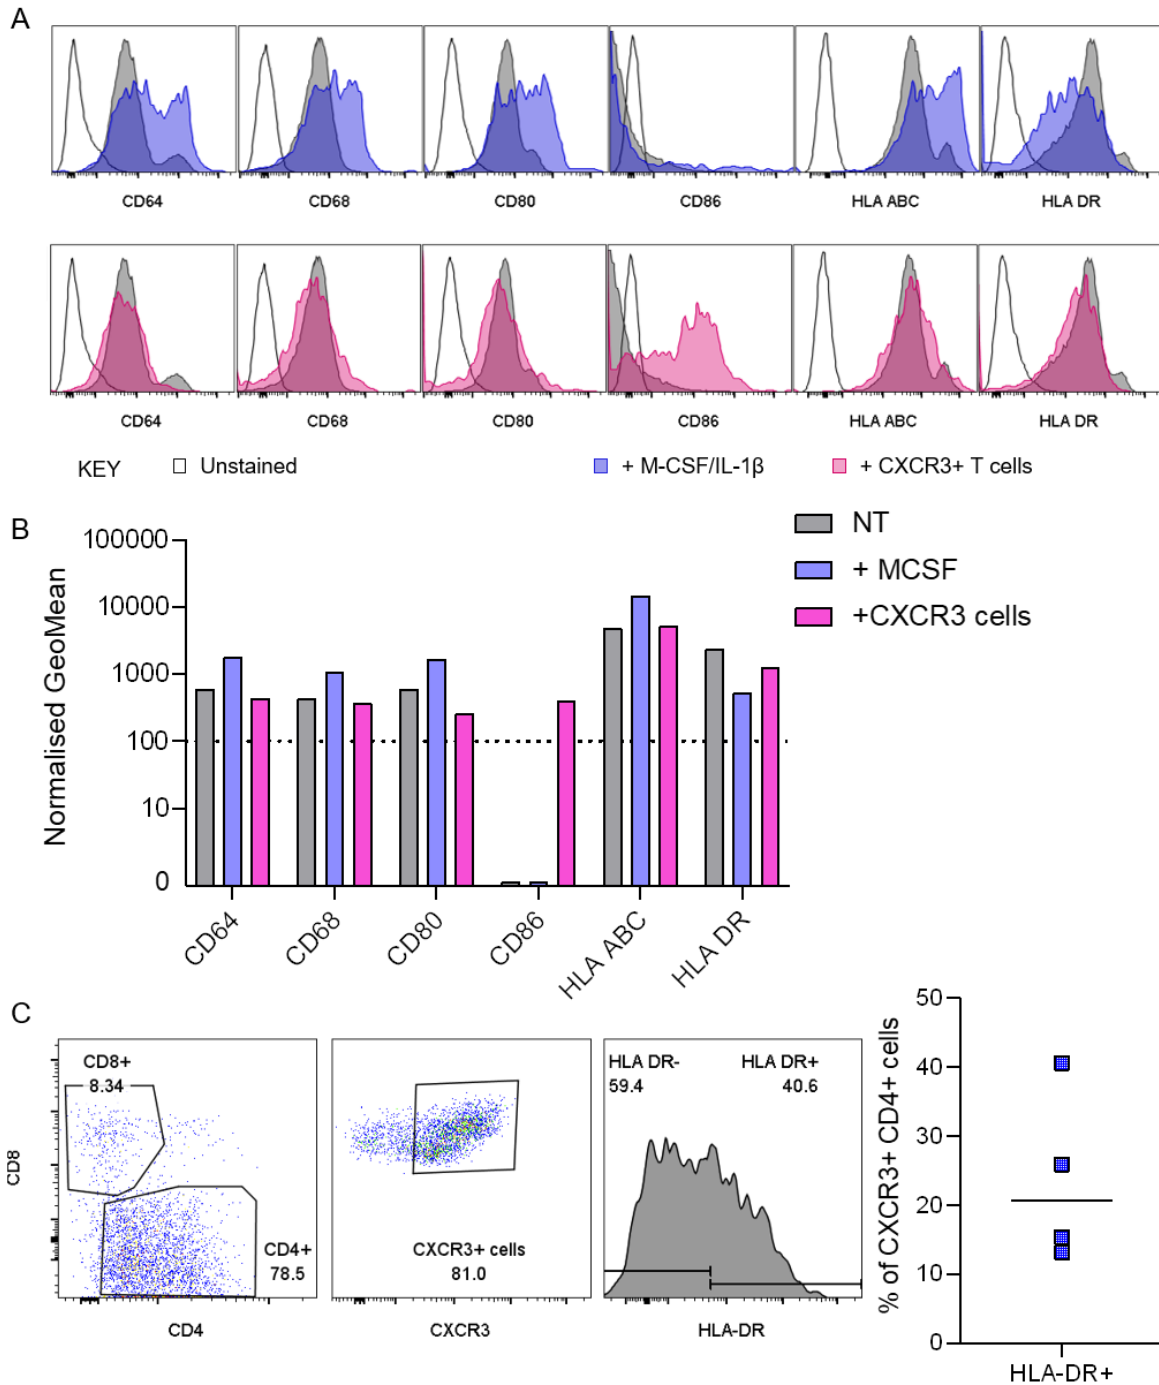 A
CD64 CD68 CD80 CD86 HLA ABC HLA DR
CD64 CD68 CD80 CD86 HLA ABC HLA DR
KEY Unstained + M-CSF/IL-1β + CXCR3+ T cells
B
NT
+ MCSF
+CXCR3 cells
Normalised GeoMean
100000
10000
1000
100
10
0
CD64 CD68 CD80 CD86 HLA ABC HLA DR
C
CD8+
8.34
CD4+
78.5
CD8
CD4
CXCR3+ cells
81.0
CXCR3
HLA DR-
59.4
HLA DR+
40.6
HLA-DR
% of CXCR3+ CD4+ cells
50
40
30
20
10
0
HLA-DR+